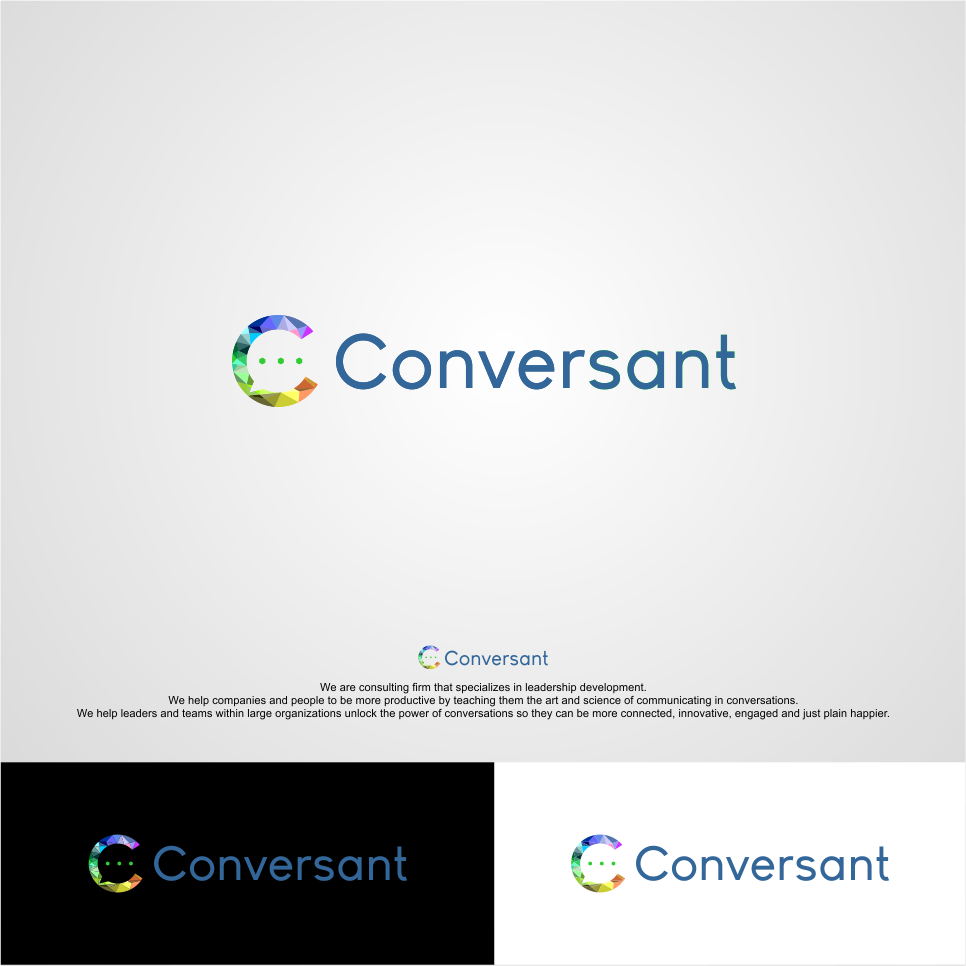 Conversant
Conversant
We are consulting firm that specializes in leadership development.
We help companies and people to be more productive by teaching them the art and science of communicating in conversations.
We help leaders and teams within large organizations unlock the power of conversations so they can be more connected, innovative, engaged and just plain happier.
Conversant
Conversant